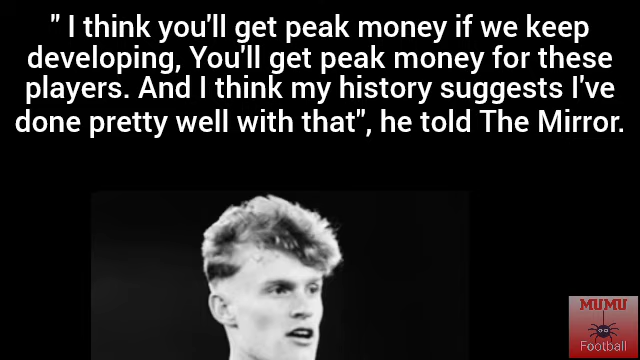 " I think you'll get peak money if we keep
developing, You'll get peak money for these
players. And I think my history suggests I've
done pretty well with that", he told The Mirror.
MUMU
Football